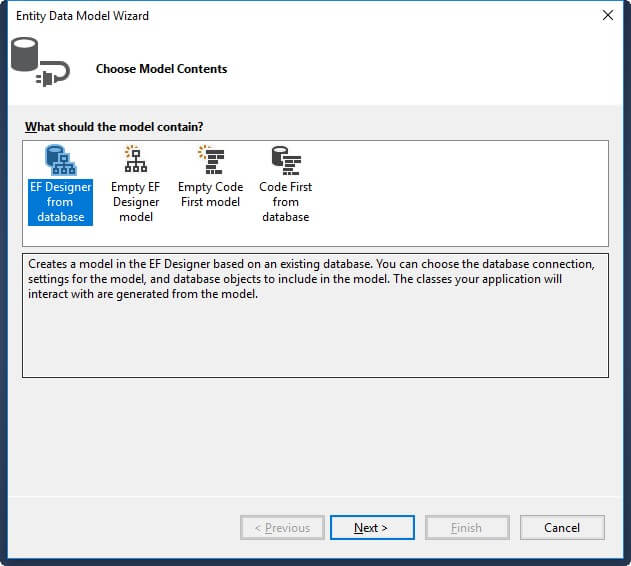 Entity Data Model Wizard
Choose Model Contents
What should the model contain?
EF Designer
from
database
Empty EF
Designer
model
Empty Code
First model
Code First
from
database
Creates a model in the EF Designer based on an existing database. You can choose the database connection,
settings for the model, and database objects to include in the model. The classes your application will
interact with are generated from the model.
< Previous
Next >
Finish
Cancel